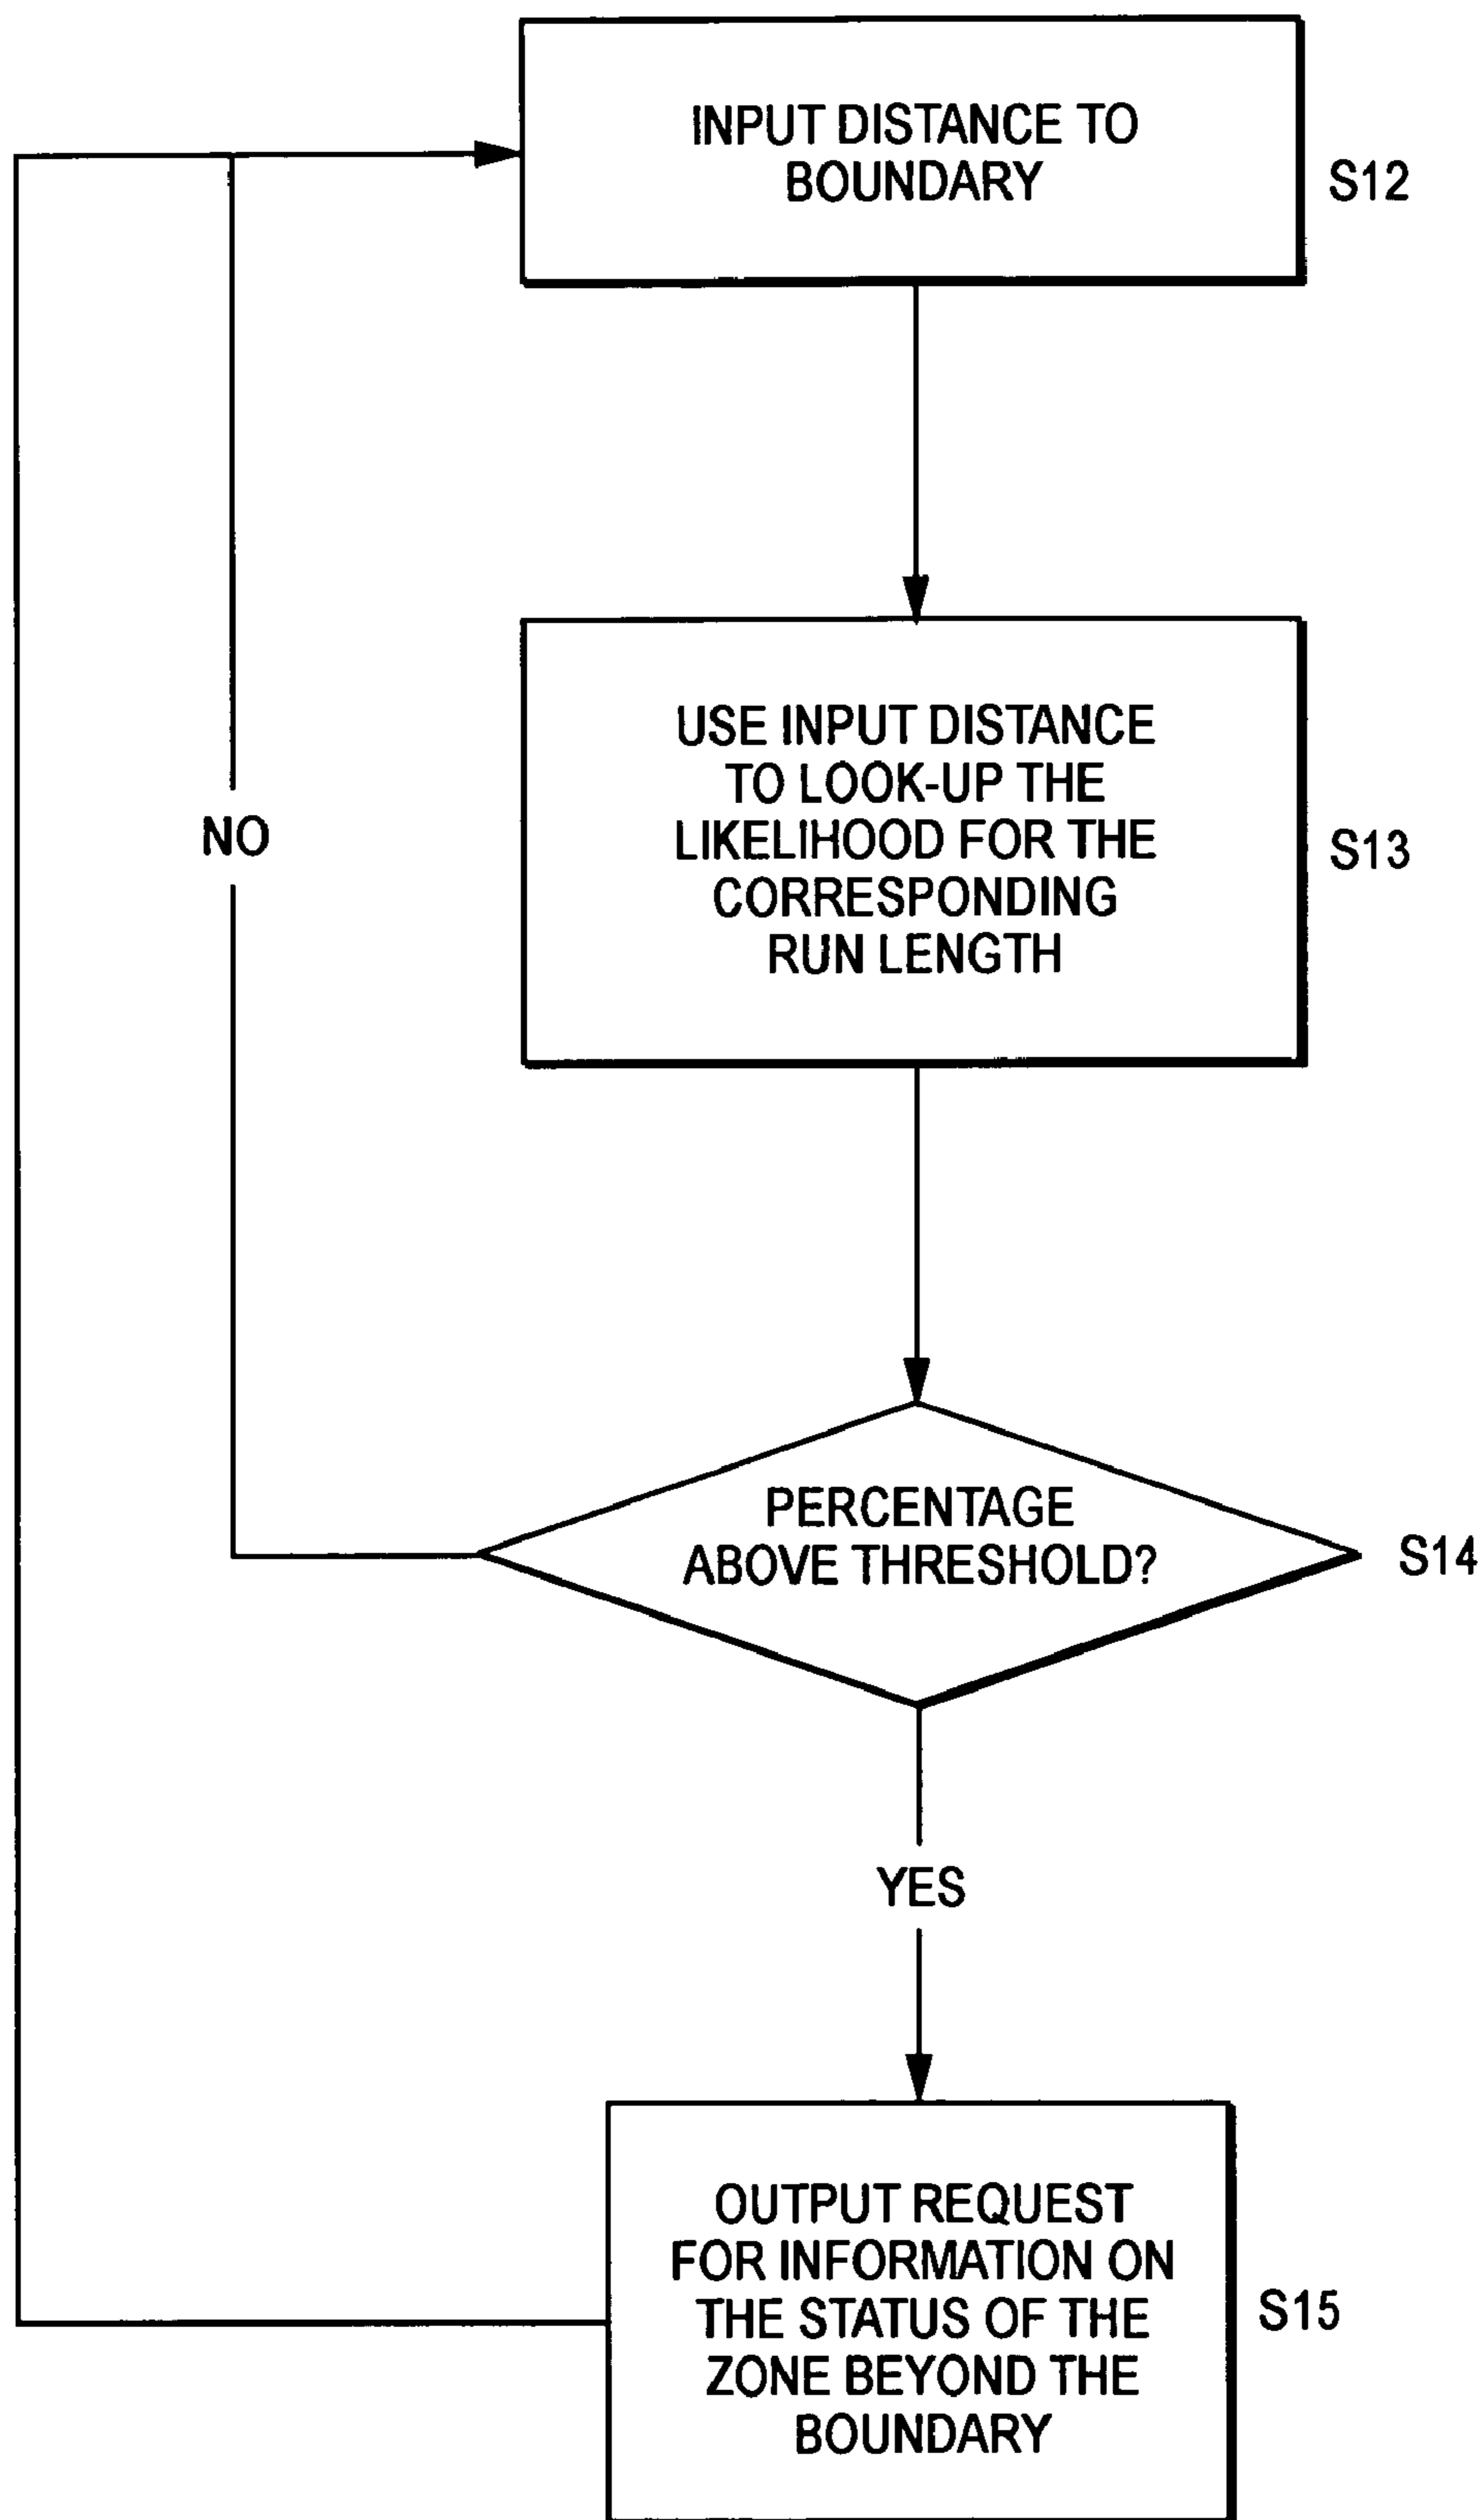 INPUT DISTANCE TO
BOUNDARY
S12
USE INPUT DISTANCE
TO LOOK-UP THE
LIKELIHOOD FOR THE
CORRESPONDING
RUN LENGTH
S13
NO
PERCENTAGE
ABOVE THRESHOLD?
S14
YES
OUTPUT REQUEST
FOR INFORMATION ON
THE STATUS OF THE
ZONE BEYOND THE
BOUNDARY
S15